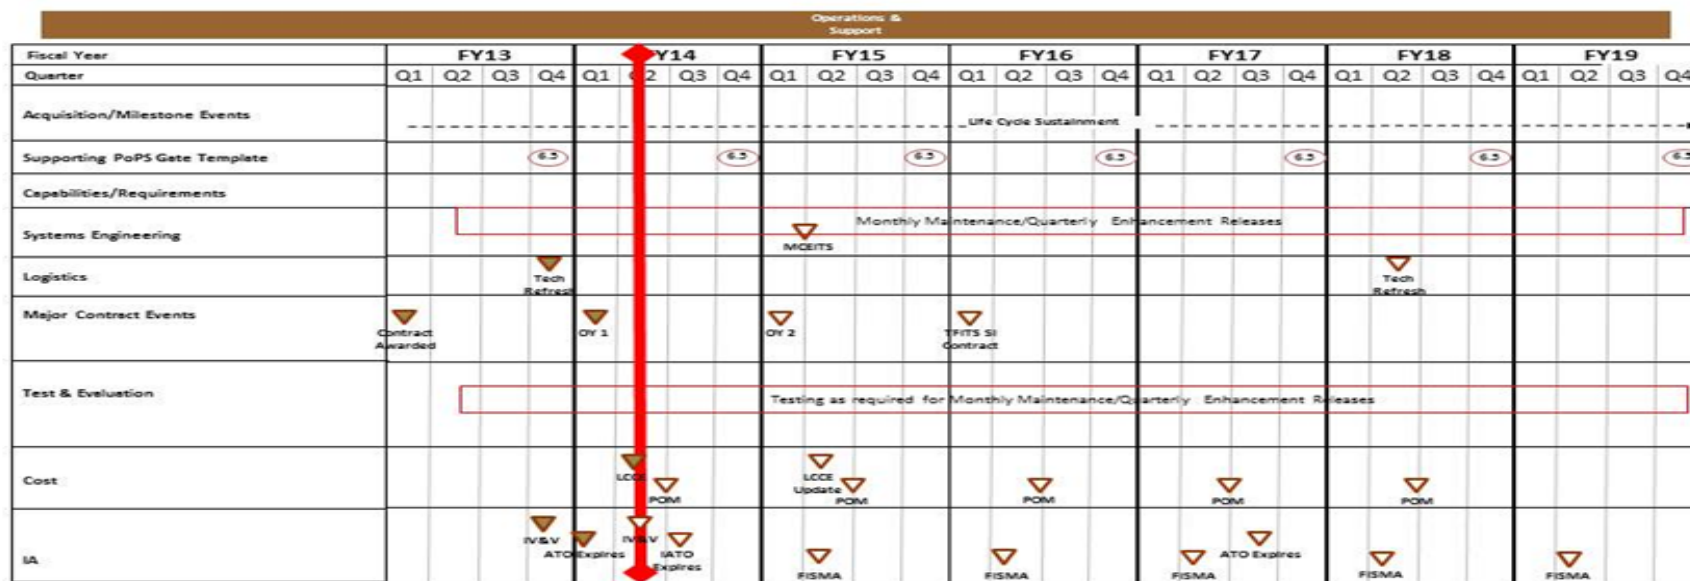 Operations &
Support
Fiscal Year FY13 Y14 FY15 FY16 FY17 FY18 FY19
Quarter Q1 Q2 Q3 Q4 Q1 Q2 Q3 Q4 Q1 Q2 Q3 Q4 Q1 Q2 Q3 Q4 Q1 Q2 Q3 Q4 Q1 Q2 Q3 Q4 Q1 Q2 Q3 Q4
Acquisition/Milestone Events
Life Cycle Sustainment
Supporting PoPS Gate Template 6.5 6.5 6.5 6.5 6.5 6.5 6.5
Capabilities/Requirements
Monthly Maintenance/Quarterly Enhancement Releases
Systems Engineering
MCEITS
Logistics
Tech
Refresh
Tech
Refresh
Major Contract Events
Contract
Awarded
OY 1
OY 2
TFITS SI
Contract
Test & Evaluation
Testing as required for Monthly Maintenance/Quarterly Enhancement Releases
Cost
LCCE
POM
LCCE
Update
POM
POM
POM
POM
IA
IV&V
ATO Expires
IV&V
IATO
Expires
FISMA
FISMA
FISMA
ATO Expires
FISMA
FISMA